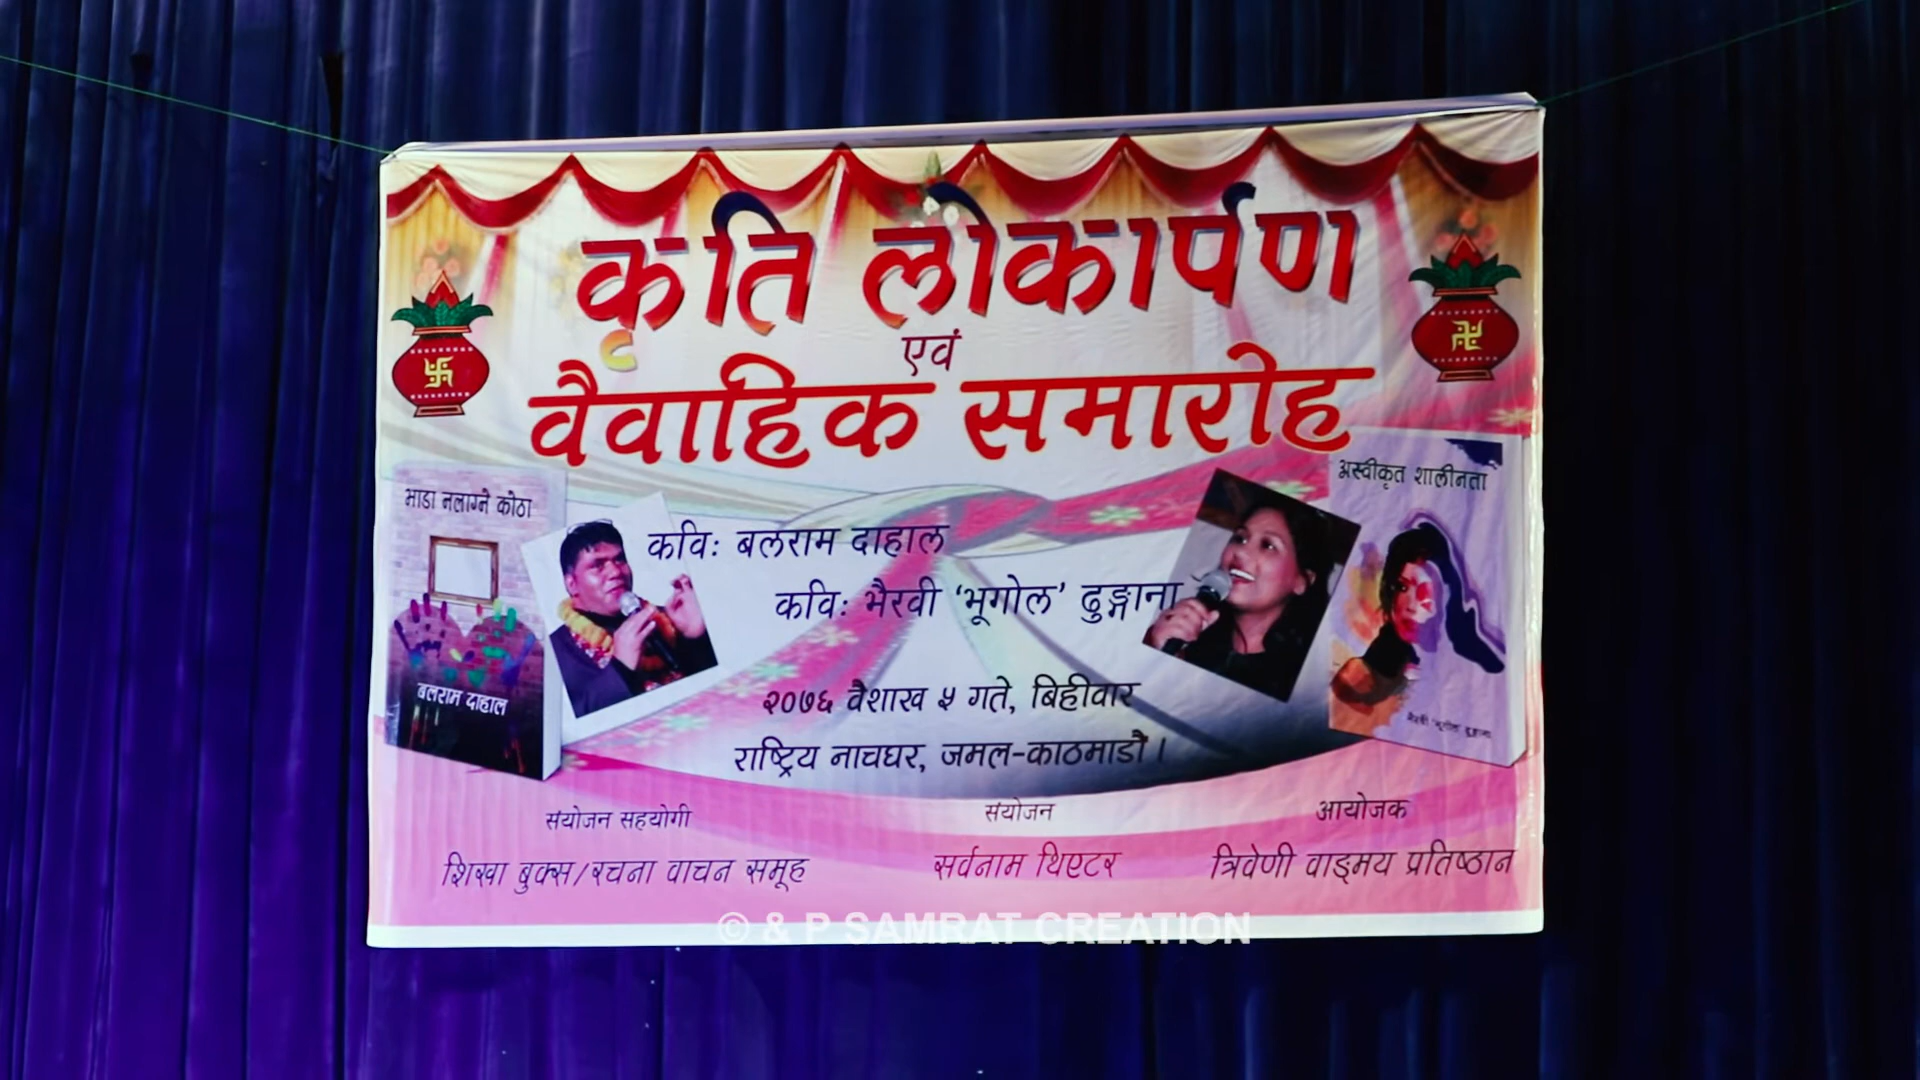 कृति लोकार्पण
एवं
वैवाहिक समारोह
भाडा नलाग्ने कोठा
बलराम दाहाल
कविः बलराम दाहाल
कविः भैरवी 'भूगोल' ढुङ्गाना
अस्वीकृत शालीनता
भैरवी 'भूगोल' ढुङ्गाना
२०७६ वैशाख ५ गते, बिहीवार
राष्ट्रिय नाचघर, जमल-काठमाडौं ।
संयोजन सहयोगी
शिखा बुक्स/रचना वाचन समूह
संयोजन
सर्वनाम थिएटर
आयोजक
त्रिवेणी वाङ्मय प्रतिष्ठान
© & P SAMRAT CREATION